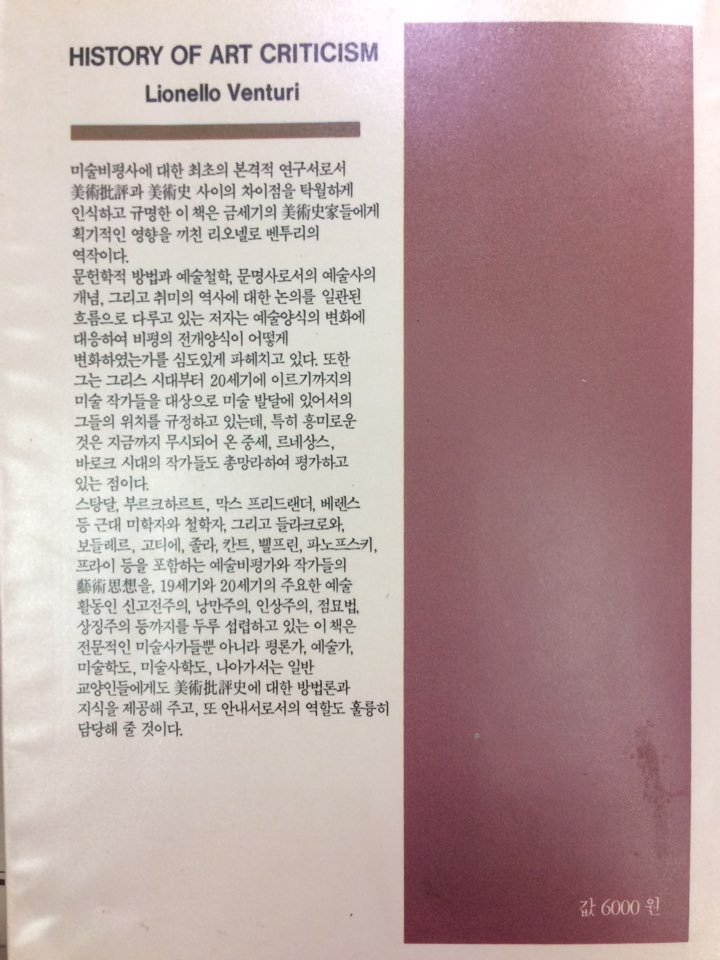 HISTORY OF ART CRITICISM
Lionello Venturi
미술비평사에 대한 최초의 본격적 연구서로서
美術批評과 美術史 사이의 차이점을 탁월하게
인식하고 규명한 이 책은 금세기의 美術史家들에게
획기적인 영향을 끼친 리오넬로 벤투리의
역작이다.
문헌학적 방법과 예술철학, 문명사로서의 예술사의
개념, 그리고 취미의 역사에 대한 논의를 일관된
흐름으로 다루고 있는 저자는 예술양식의 변화에
대응하여 비평의 전개양식이 어떻게
변화하였는가를 심도있게 파헤치고 있다. 또한
그는 그리스 시대부터 20세기에 이르기까지의
미술 작가들을 대상으로 미술 발달에 있어서의
그들의 위치를 규정하고 있는데, 특히 흥미로운
것은 지금까지 무시되어 온 중세, 르네상스,
바로크 시대의 작가들도 총망라하여 평가하고
있는 점이다.
스탕달, 부르크하르트, 막스 프리드랜더, 베렌스
등 근대 미학자와 철학자, 그리고 들라크로와,
보들레르, 고티에, 졸라, 칸트, 뵐프린, 파노프스키,
프라이 등을 포함하는 예술비평가와 작가들의
藝術思想을, 19세기와 20세기의 주요한 예술
활동인 신고전주의, 낭만주의, 인상주의, 점묘법,
상징주의 등까지를 두루 섭렵하고 있는 이 책은
전문적인 미술사가들뿐 아니라 평론가, 예술가,
미술학도, 미술사학도, 나아가서는 일반
교양인들에게도 美術批評史에 대한 방법론과
지식을 제공해 주고, 또 안내서로서의 역할도 훌륭히
담당해 줄 것이다.
값 6000 원